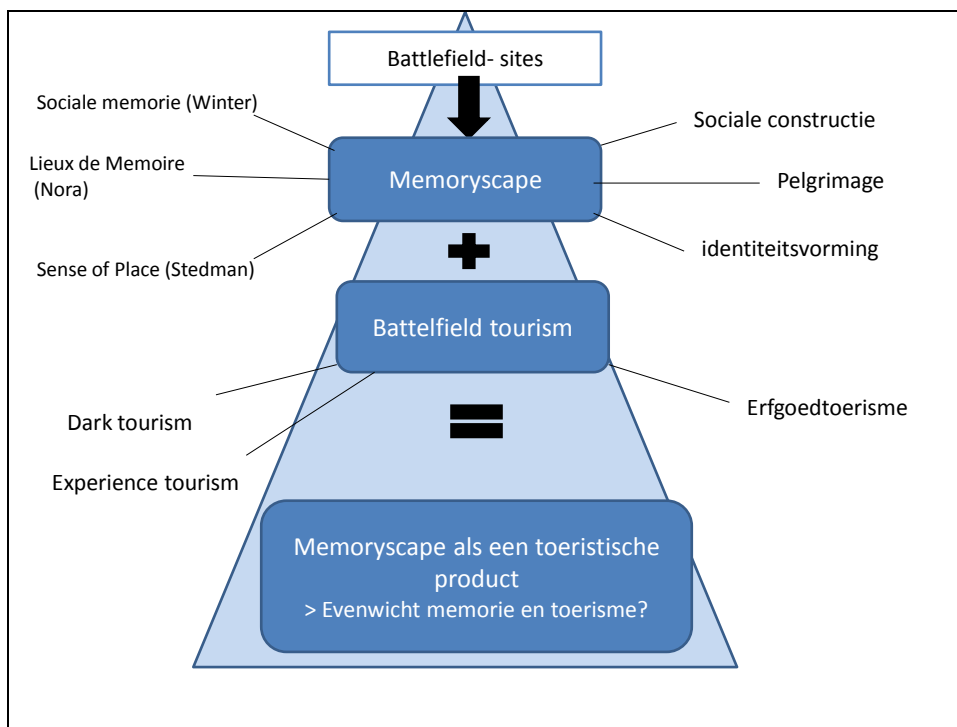 Battlefield- sites
Sociale memorie (Winter)
Sociale constructie
Lieux de Memoire
(Nora)
Memoryscape
Pelgrimage
Sense of Place (Stedman)
identiteitsvorming
Battelfield tourism
Dark tourism
Erfgoedtoerisme
Experience tourism
Memoryscape als een toeristische
product
> Evenwicht memorie en toerisme?